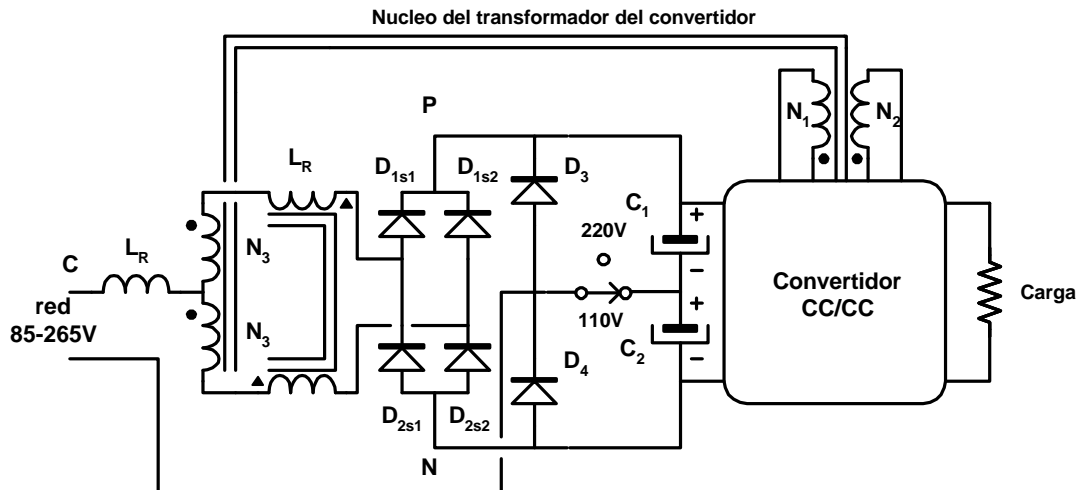 Nucleo del transformador del convertidor
P
N1
N2
LR
D1s1
D1s2
D3
C1
+
220V
C
LR
N3
−
Convertidor
CC/CC
Carga
red
85-265V
N3
110V
+
C2
−
D4
D2s1
D2s2
N